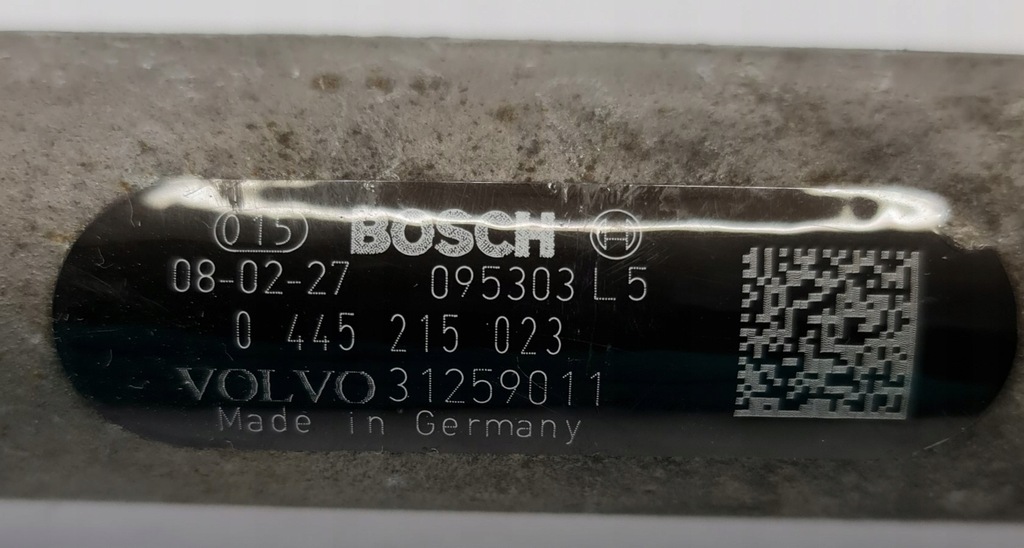 015 BOSCH
08-02-27 095303 L5
0 445 215 023
VOLVO 31259011
Made in Germany